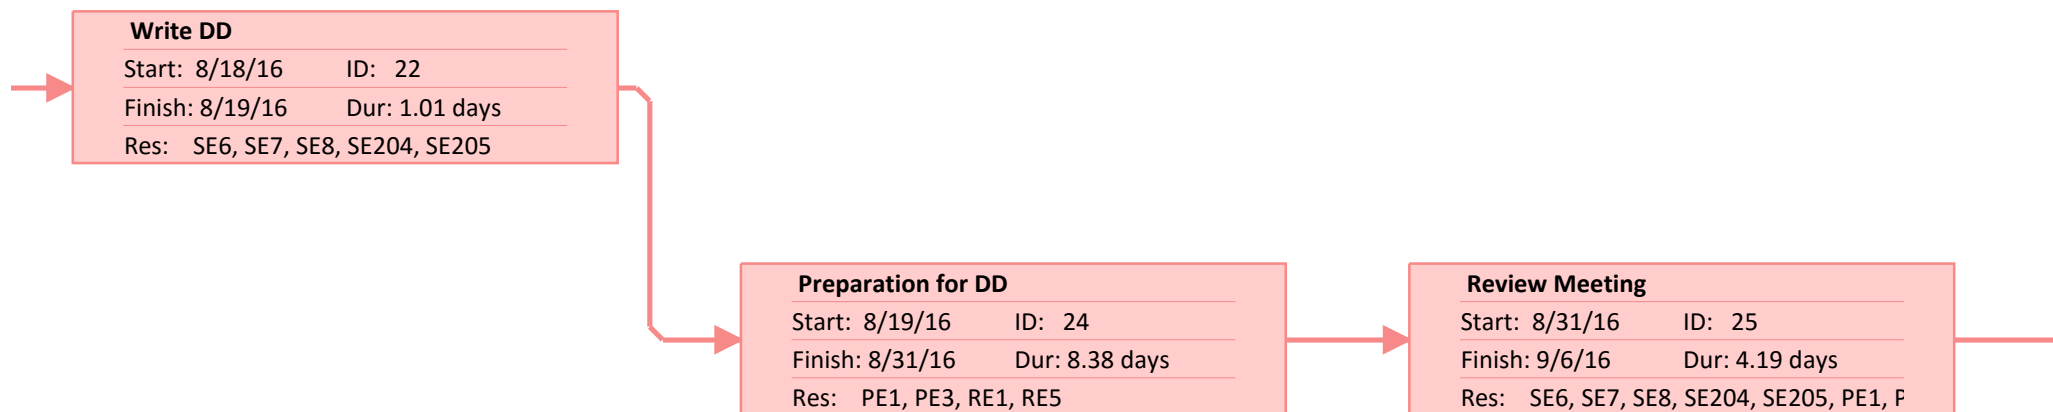 Write DD
Start: 8/18/16 ID: 22
Finish: 8/19/16 Dur: 1.01 days
Res: SE6, SE7, SE8, SE204, SE205
Preparation for DD
Start: 8/19/16 ID: 24
Finish: 8/31/16 Dur: 8.38 days
Res: PE1, PE3, RE1, RE5
Review Meeting
Start: 8/31/16 ID: 25
Finish: 9/6/16 Dur: 4.19 days
Res: SE6, SE7, SE8, SE204, SE205, PE1,